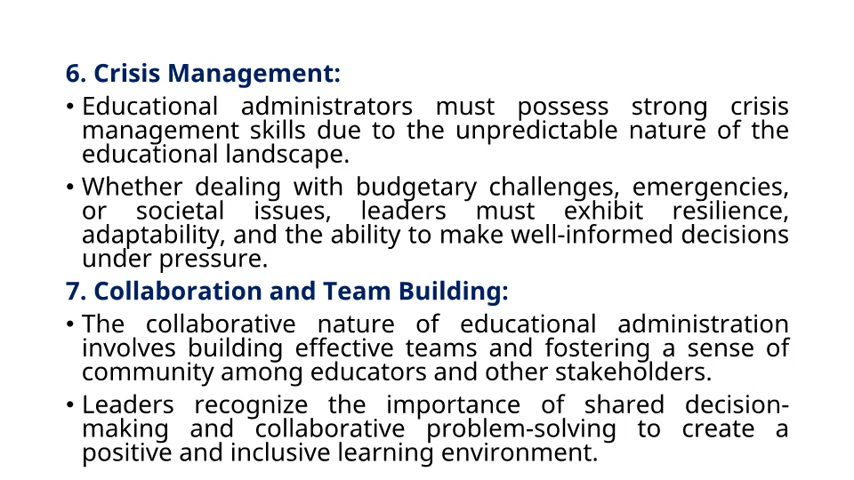 6. Crisis Management:
• Educational administrators must possess strong crisis
management skills due to the unpredictable nature of the
educational landscape.
• Whether dealing with budgetary challenges, emergencies,
or societal issues, leaders must exhibit resilience,
adaptability, and the ability to make well-informed decisions
under pressure.
7. Collaboration and Team Building:
• The collaborative nature of educational administration
involves building effective teams and fostering a sense of
community among educators and other stakeholders.
• Leaders recognize the importance of shared decision-
making and collaborative problem-solving to create a
positive and inclusive learning environment.